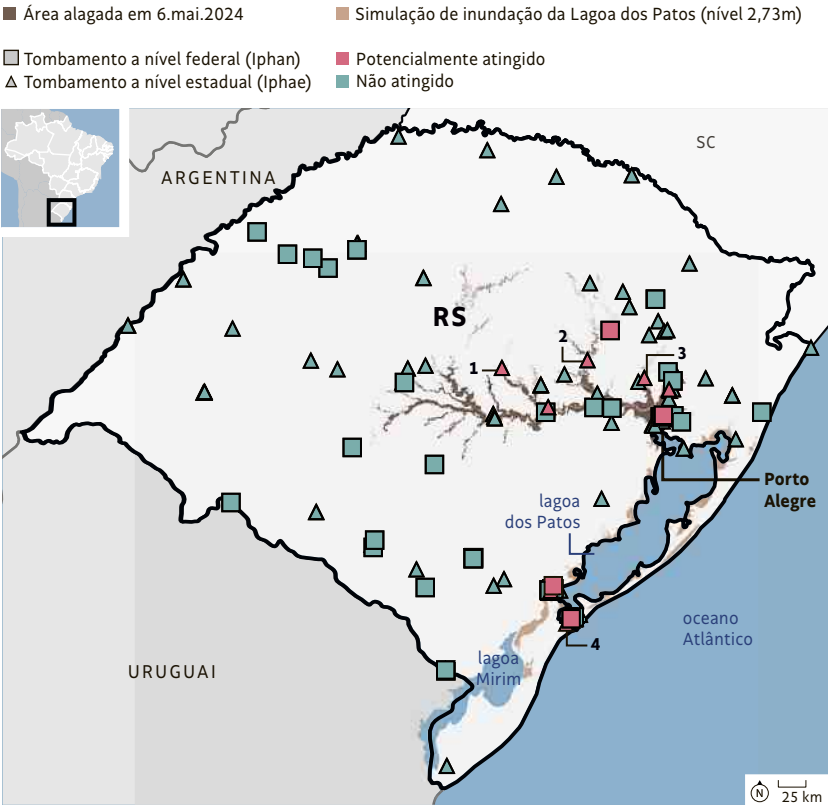 Área alagada em 6.mai.2024
Simulação de inundação da Lagoa dos Patos (nível 2,73m)
Tombamento a nível federal (Iphan)
Potencialmente atingido
Tombamento a nível estadual (Iphae)
Não atingido
SC
ARGENTINA
RS
2
3
1
Porto
Alegre
lagoa
dos Patos
oceano
Atlântico
4
lagoa
Mirim
URUGUAI
N
25 km